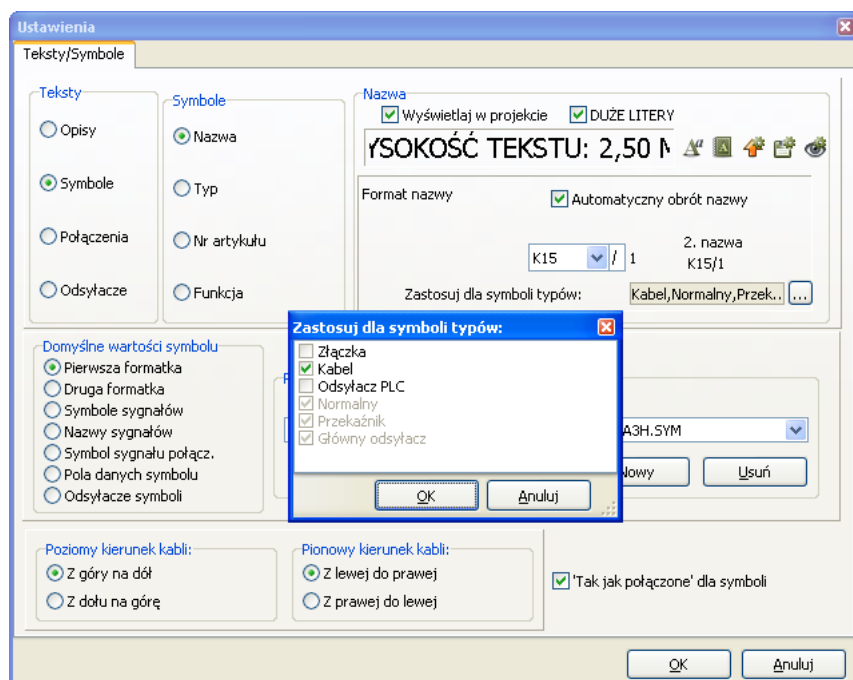 Ustawienia
Teksty/Symbole
Teksty
Opisy
Symbole
Połączenia
Odsyłacze
Symbole
Nazwa
Typ
Nr artykułu
Funkcja
Nazwa
Wyświetlaj w projekcie DUŻE LITERY
YSOKOŚĆ TEKSTU: 2,50 M
Format nazwy
Automatyczny obrót nazwy
K15 / 1
2. nazwa
K15/1
Zastosuj dla symboli typów: Kabel,Normalny,Przek.. ...
Zastosuj dla symboli typów:
Złączka
Kabel
Odsyłacz PLC
Normalny
Przekaźnik
Główny odsyłacz
OK Anuluj
Domyślne wartości symbolu
Pierwsza formatka
Druga formatka
Symbole sygnałów
Nazwy sygnałów
Symbol sygnału połącz.
Pola danych symbolu
Odsyłacze symboli
A3H.SYM
Nowy Usuń
Poziomy kierunek kabli:
Z góry na dół
Z dołu na górę
Pionowy kierunek kabli:
Z lewej do prawej
Z prawej do lewej
'Tak jak połączone' dla symboli
OK Anuluj